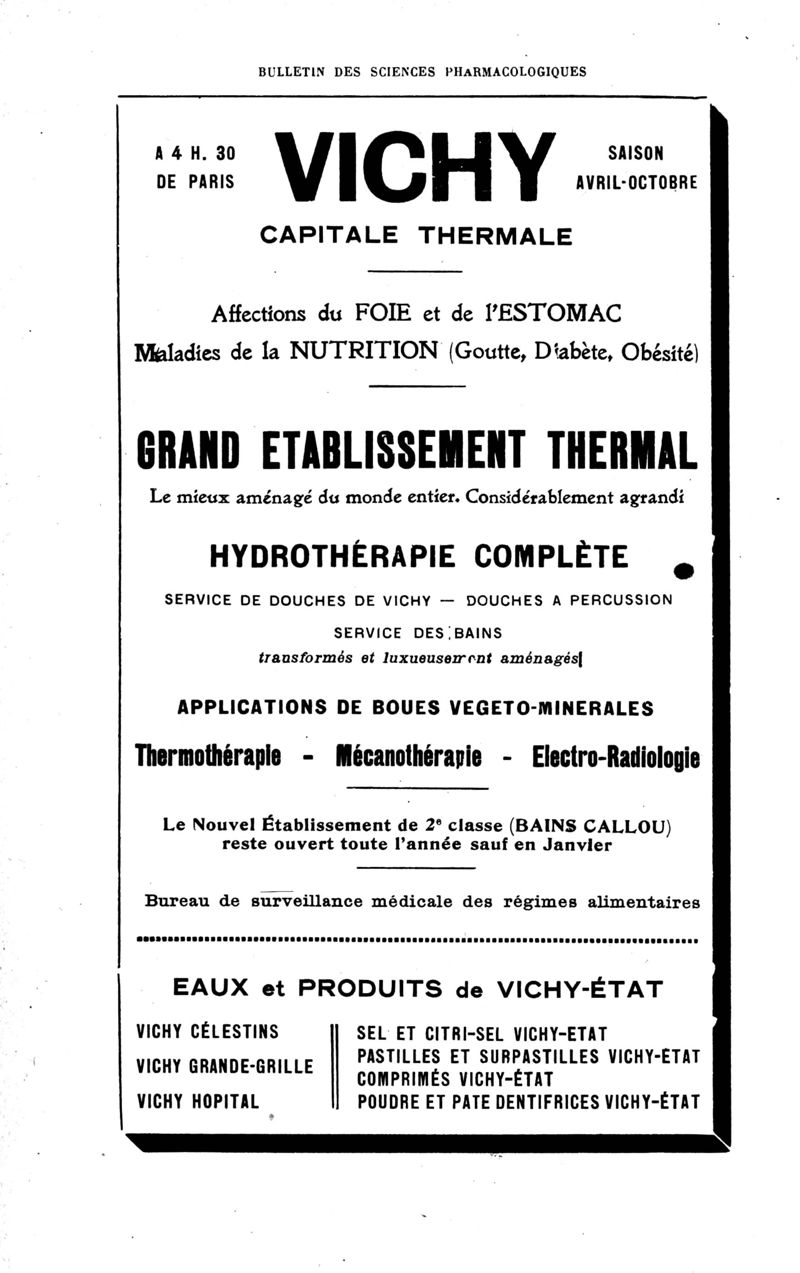 BULLETIN DES SCIENCES PHARMACOLOGIQUES
A 4 H. 30
DE PARIS
VICHY
SAISON
AVRIL-OCTOBRE
CAPITALE THERMALE
Affections du FOIE et de l'ESTOMAC
Maladies de la NUTRITION (Goutte, Diabète, Obésité)
GRAND ETABLISSEMENT THERMAL
Le mieux aménagé du monde entier. Considérablement agrandi
HYDROTHÉRAPIE COMPLÈTE
SERVICE DE DOUCHES DE VICHY — DOUCHES A PERCUSSION
SERVICE DES BAINS
transformés et luxueusement aménagés
APPLICATIONS DE BOUES VEGETO-MINERALES
Thermothérapie - Mécanothérapie - Electro-Radiologie
Le Nouvel Établissement de 2e classe (BAINS CALLOU)
reste ouvert toute l'année sauf en Janvier
Bureau de surveillance médicale des régimes alimentaires
EAUX et PRODUITS de VICHY-ÉTAT
VICHY CÉLESTINS
VICHY GRANDE-GRILLE
VICHY HOPITAL
SEL ET CITRI-SEL VICHY-ETAT
PASTILLES ET SURPASTILLES VICHY-ÉTAT
COMPRIMÉS VICHY-ÉTAT
POUDRE ET PATE DENTIFRICES VICHY-ÉTAT